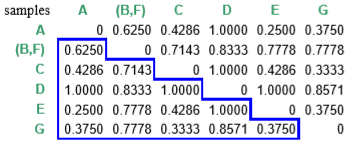 samples A (B,F) C D E G
A 0 0.6250 0.4286 1.0000 0.2500 0.3750
(B,F) 0.6250 0 0.7143 0.8333 0.7778 0.7778
C 0.4286 0.7143 0 1.0000 0.4286 0.3333
D 1.0000 0.8333 1.0000 0 1.0000 0.8571
E 0.2500 0.7778 0.4286 1.0000 0 0.3750
G 0.3750 0.7778 0.3333 0.8571 0.3750 0